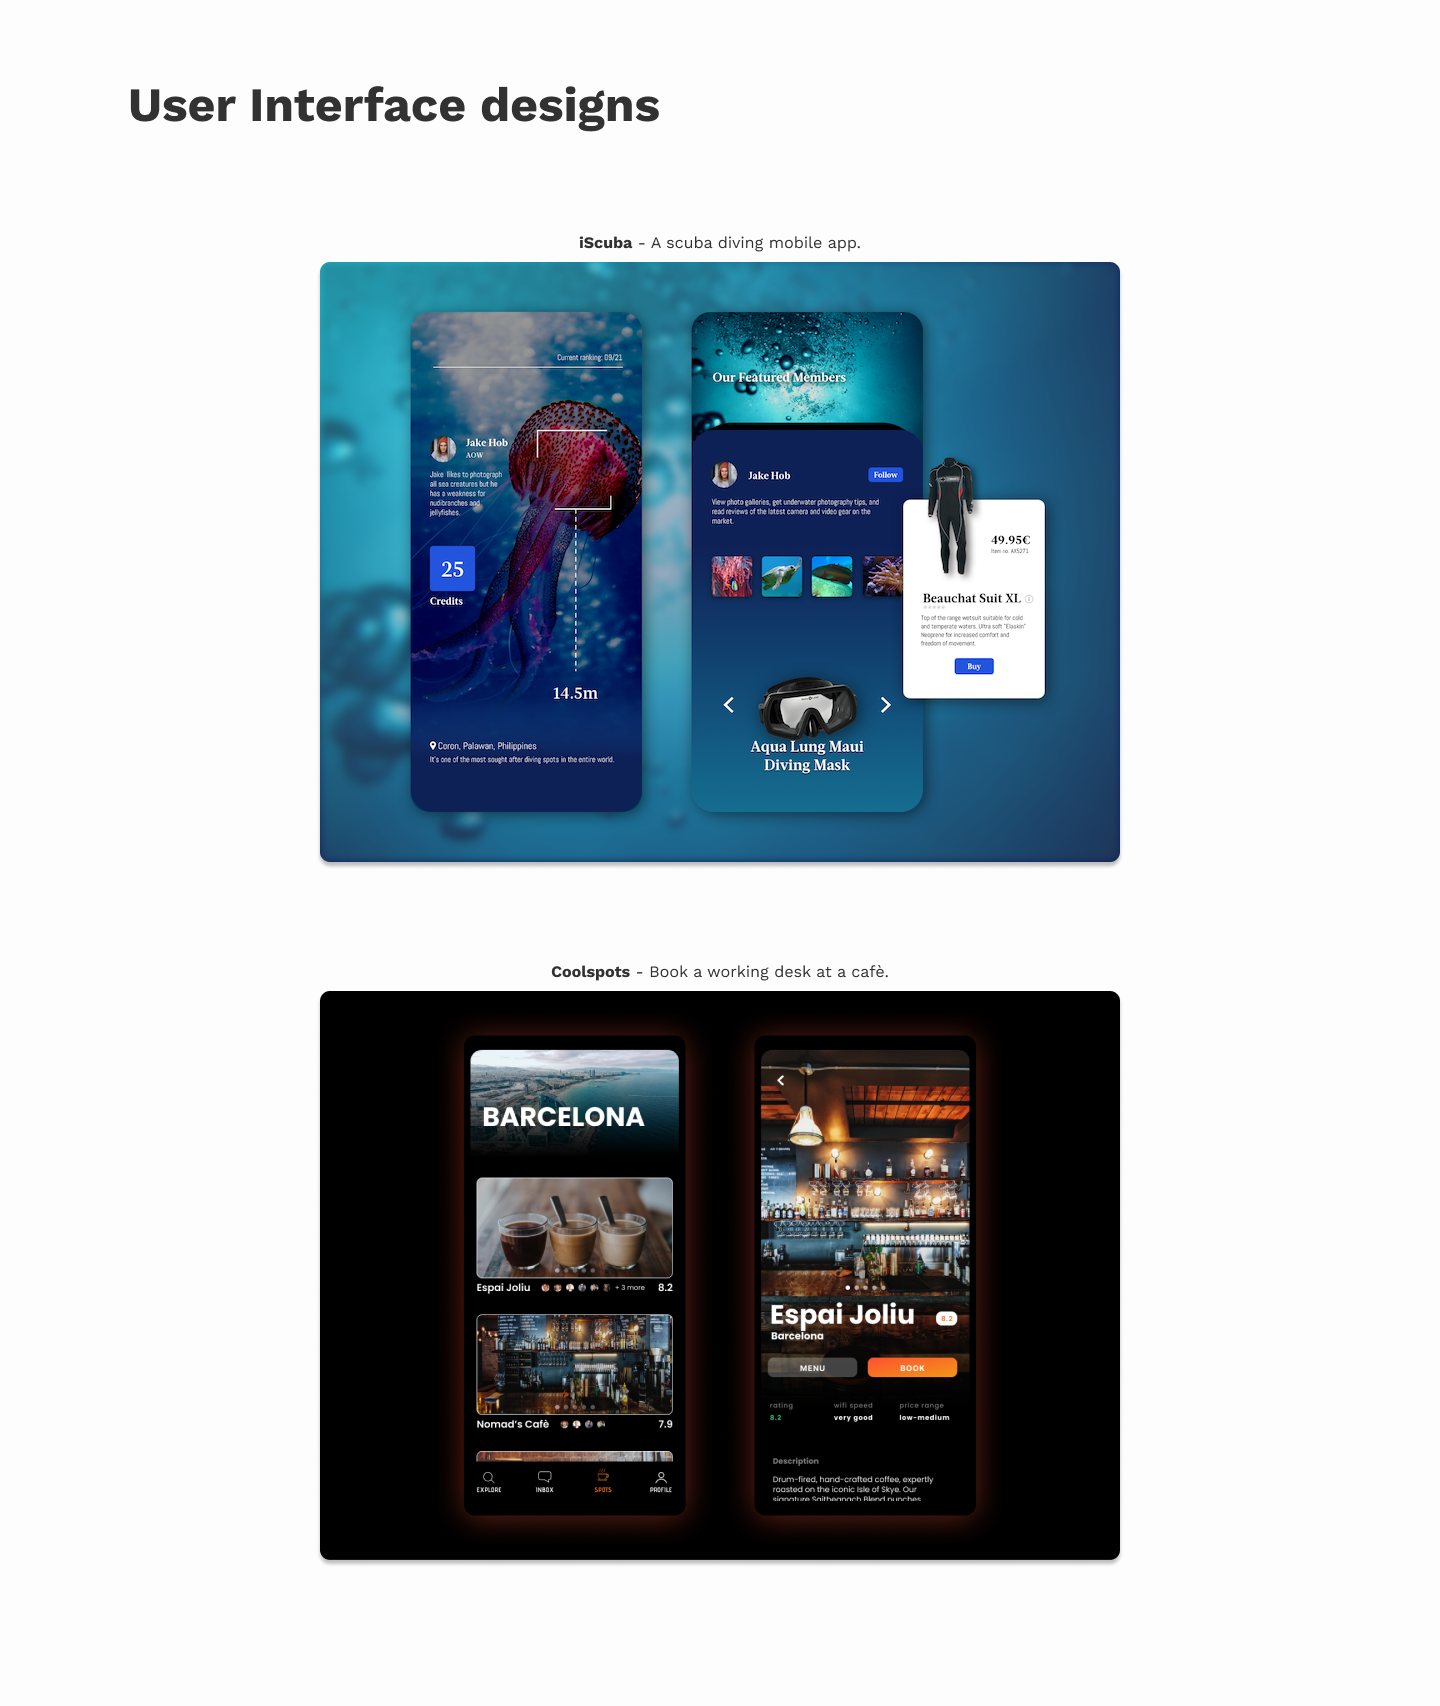 User Interface designs
iScuba - A scuba diving mobile app.
Current ranking: 09/21
Jake Hob
AOW
Jake likes to photograph
all sea creatures but he
has a weakness for
nudibranches and
jellyfishes.
25
Credits
14.5m
Coron, Palawan, Philippines
It's one of the most sought after diving spots in the entire world.
Our Featured Members
Jake Hob
Follow
View photo galleries, get underwater photography tips, and
read reviews of the latest camera and video gear on the
market.
Aqua Lung Maui
Diving Mask
49.95€
Item no. AX5271
Beauchat Suit XL
Top of the range wetsuit suitable for cold
and temperate waters. Ultra soft "Elaskin"
Neoprene for increased comfort and
freedom of movement.
Buy
Coolspots - Book a working desk at a cafè.
BARCELONA
Espai Joliu
+ 3 more
8.2
Nomad's Cafè
7.9
EXPLORE
INBOX
SPOTS
PROFILE
Espai Joliu
8.2
Barcelona
MENU
BOOK
rating
wifi speed
price range
8.2
very good
low-medium
Description
Drum-fired, hand-crafted coffee, expertly
roasted on the iconic Isle of Skye. Our
signature Blend punches